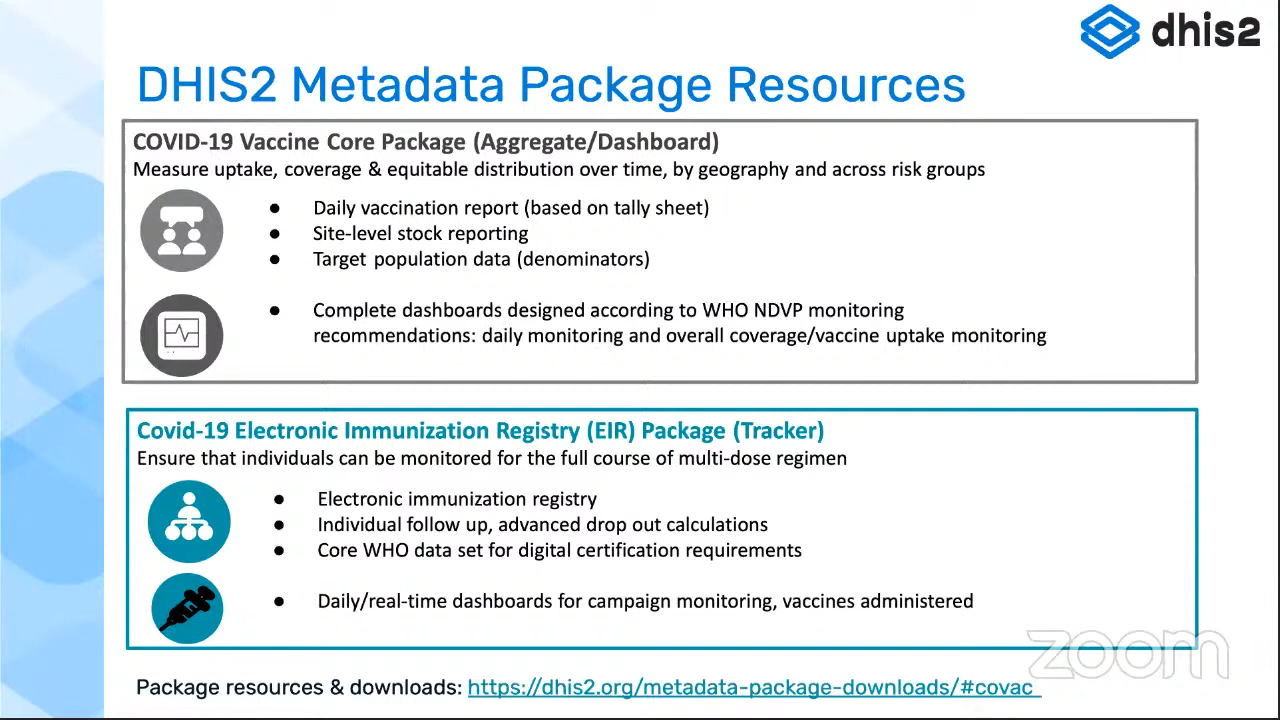 dhis2
DHIS2 Metadata Package Resources
COVID-19 Vaccine Core Package (Aggregate/Dashboard)
Measure uptake, coverage & equitable distribution over time, by geography and across risk groups
● Daily vaccination report (based on tally sheet)
● Site-level stock reporting
● Target population data (denominators)
● Complete dashboards designed according to WHO NDVP monitoring
recommendations: daily monitoring and overall coverage/vaccine uptake monitoring
Covid-19 Electronic Immunization Registry (EIR) Package (Tracker)
Ensure that individuals can be monitored for the full course of multi-dose regimen
● Electronic immunization registry
● Individual follow up, advanced drop out calculations
● Core WHO data set for digital certification requirements
● Daily/real-time dashboards for campaign monitoring, vaccines administered
zoom
Package resources & downloads: https://dhis2.org/metadata-package-downloads/#covac